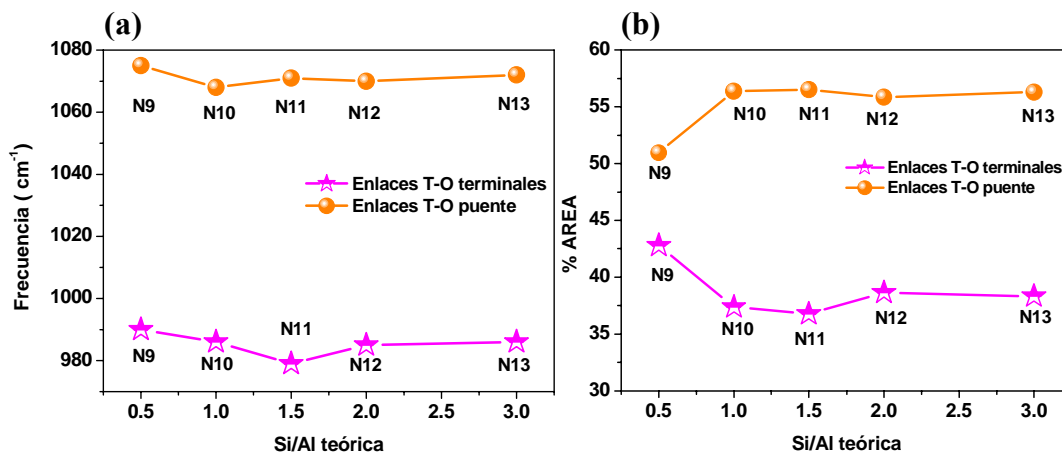 (a)
1080
1060
1040
1020
1000
980
Frecuencia ( cm-1)
N9
N10
N11
N12
N13
Enlaces T-O terminales
Enlaces T-O puente
N9
N10
N11
N12
N13
0.5 1.0 1.5 2.0 2.5 3.0
Si/Al teórica
(b)
60
55
50
45
40
35
30
% AREA
N9
N10
N11
N12
N13
Enlaces T-O terminales
Enlaces T-O puente
N9
N10
N11
N12
N13
0.5 1.0 1.5 2.0 2.5 3.0
Si/Al teórica